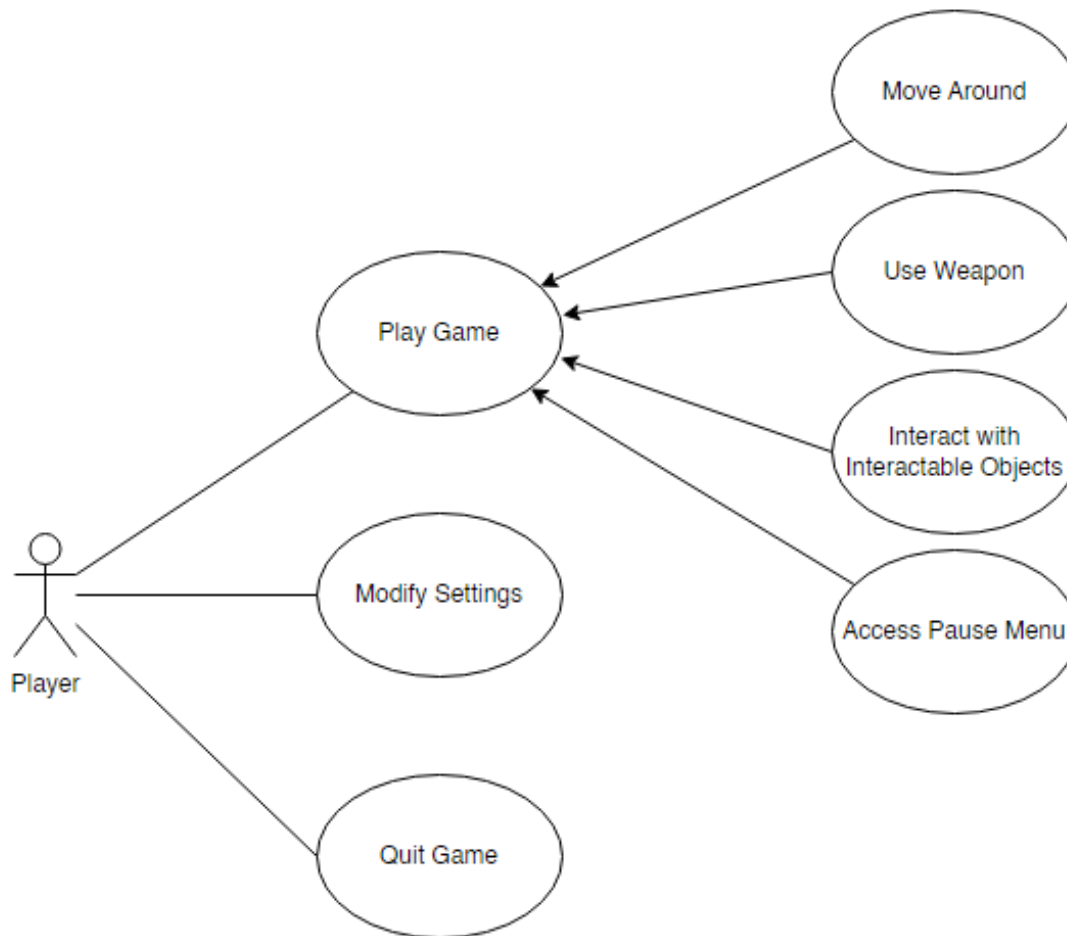 Move Around
Use Weapon
Play Game
Interact with
Interactable Objects
Modify Settings
Access Pause Menu
Player
Quit Game